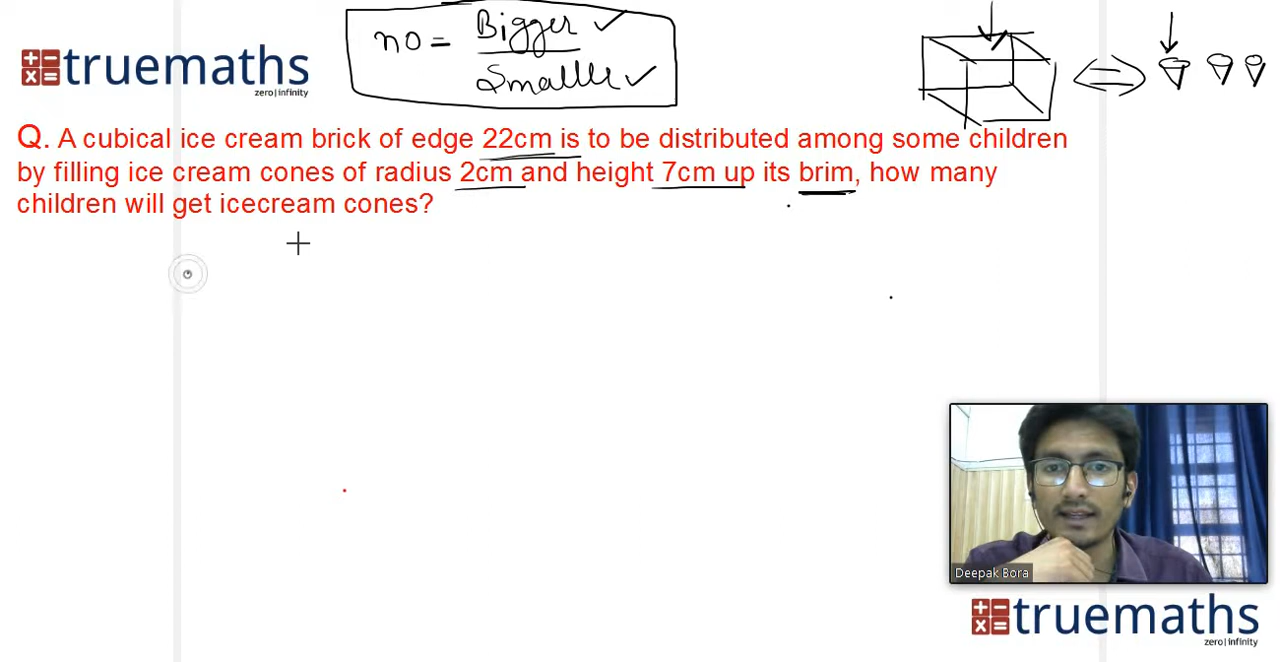 no = Bigger
Smaller
truemaths
zero|infinity
Q. A cubical ice cream brick of edge 22cm is to be distributed among some children
by filling ice cream cones of radius 2cm and height 7cm up its brim, how many
children will get icecream cones?
Deepak Bora
truemaths
zero|infinity